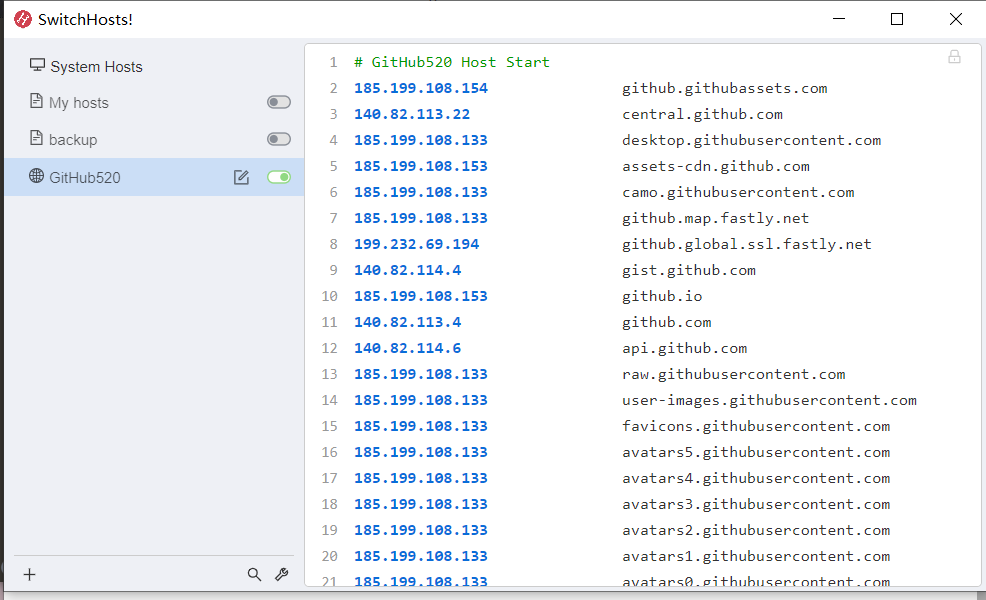 SwitchHosts!
System Hosts
My hosts
backup
GitHub520
1 # GitHub520 Host Start
2 185.199.108.154 github.githubassets.com
3 140.82.113.22 central.github.com
4 185.199.108.133 desktop.githubusercontent.com
5 185.199.108.153 assets-cdn.github.com
6 185.199.108.133 camo.githubusercontent.com
7 185.199.108.133 github.map.fastly.net
8 199.232.69.194 github.global.ssl.fastly.net
9 140.82.114.4 gist.github.com
10 185.199.108.153 github.io
11 140.82.113.4 github.com
12 140.82.114.6 api.github.com
13 185.199.108.133 raw.githubusercontent.com
14 185.199.108.133 user-images.githubusercontent.com
15 185.199.108.133 favicons.githubusercontent.com
16 185.199.108.133 avatars5.githubusercontent.com
17 185.199.108.133 avatars4.githubusercontent.com
18 185.199.108.133 avatars3.githubusercontent.com
19 185.199.108.133 avatars2.githubusercontent.com
20 185.199.108.133 avatars1.githubusercontent.com
21 185.199.108.133 avatars0.githubusercontent.com